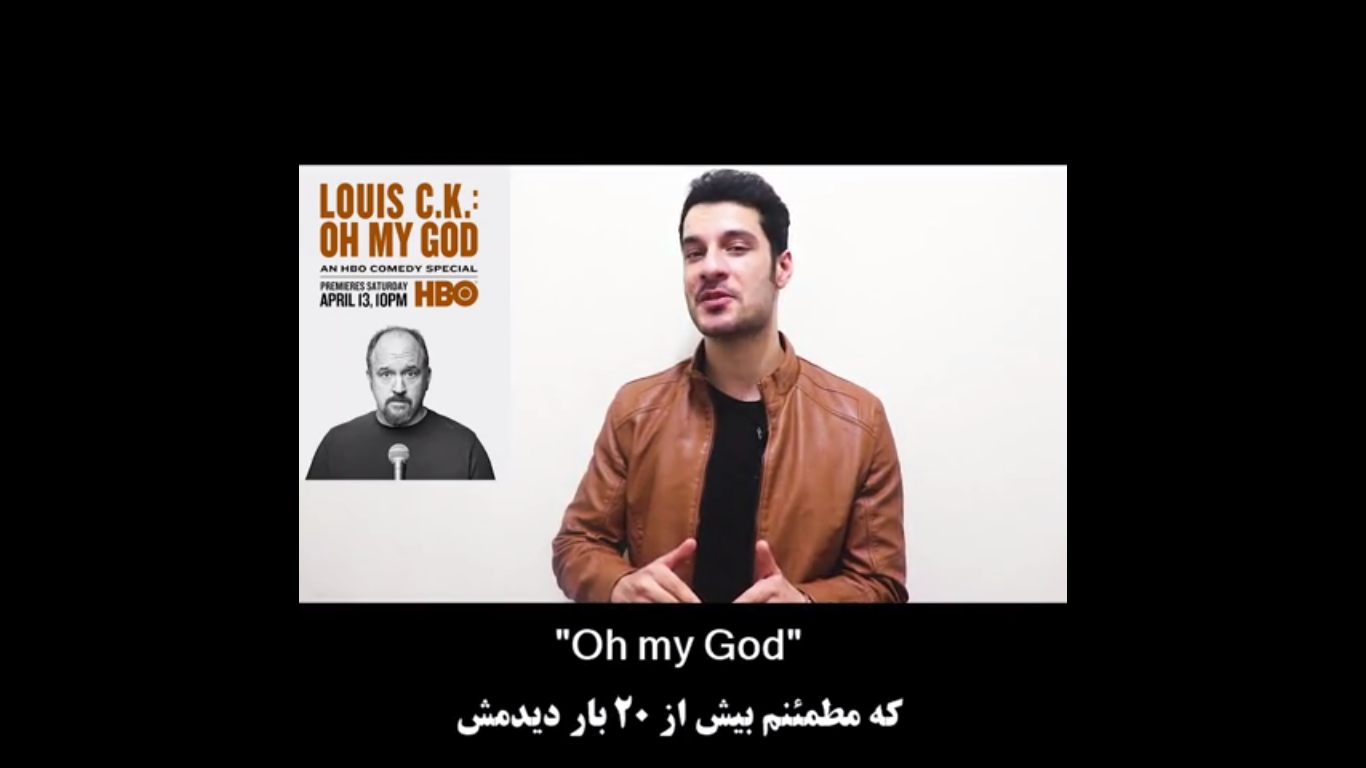 LOUIS C.K.:
OH MY GOD
AN HBO COMEDY SPECIAL
PREMIERES SATURDAY
APRIL 13, 10PM
HBO
"Oh my God"
که مطمئنم بیش از ۲۰ بار دیدمش